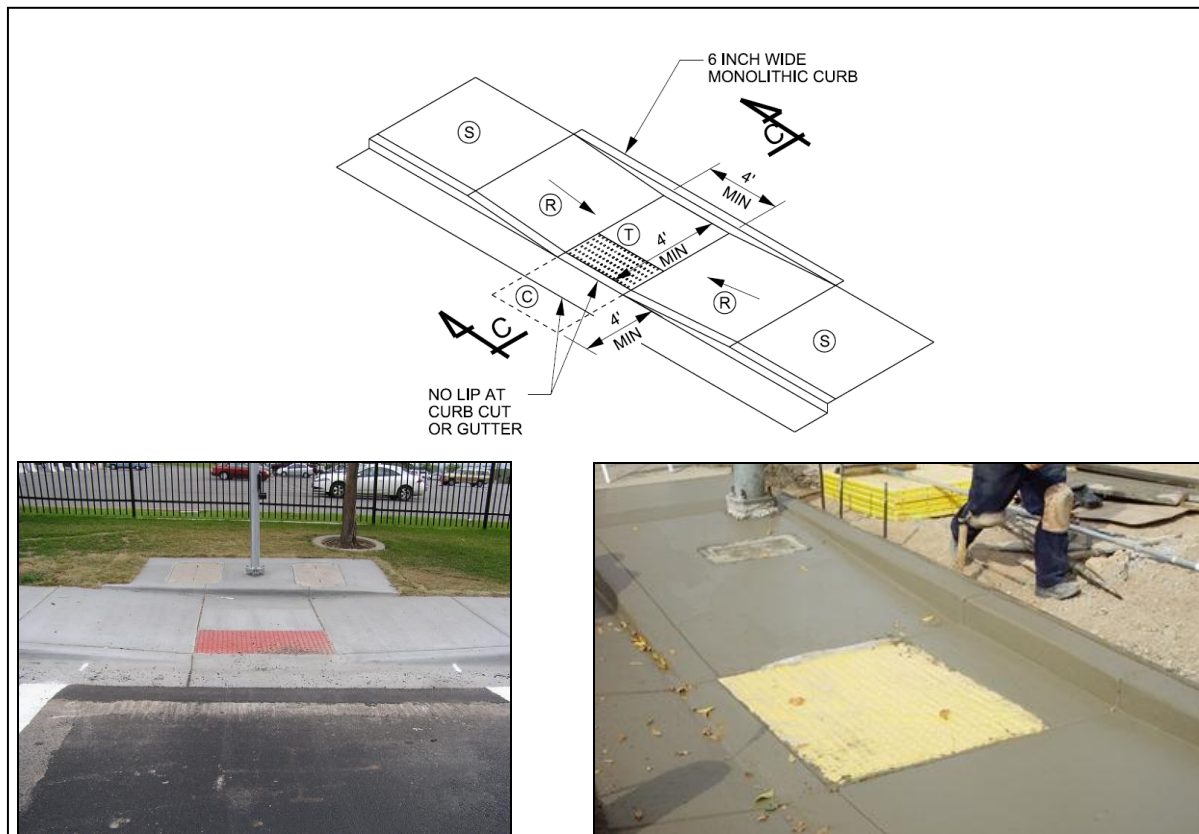 6 INCH WIDE
MONOLITHIC CURB
C
4'
MIN
S
R
T
4'
MIN
C
R
C
4'
MIN
S
NO LIP AT
CURB CUT
OR GUTTER